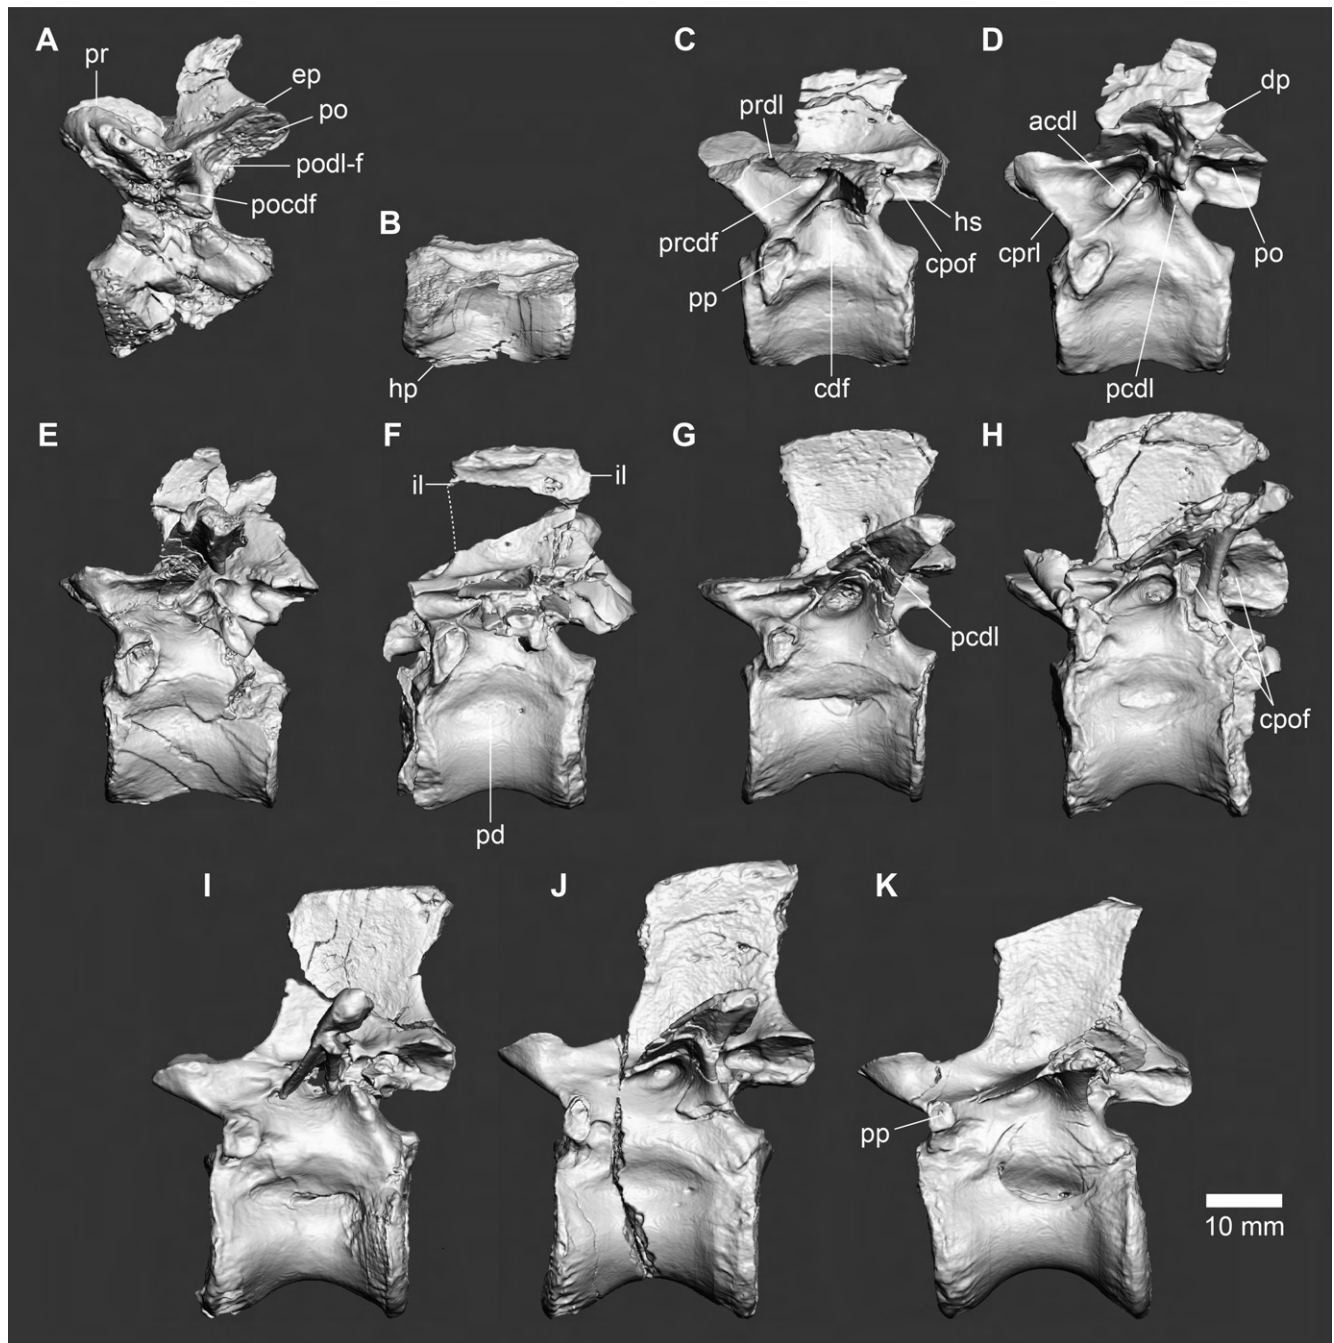 A
pr
ep
po
podl-f
pocdf
B
hp
C
prdl
prcdf
pp
cdf
cpof
hs
D
dp
acdl
cprl
po
pcdl
E
F
il
il
pd
G
pcdl
H
cpof
I
J
K
pp
10 mm